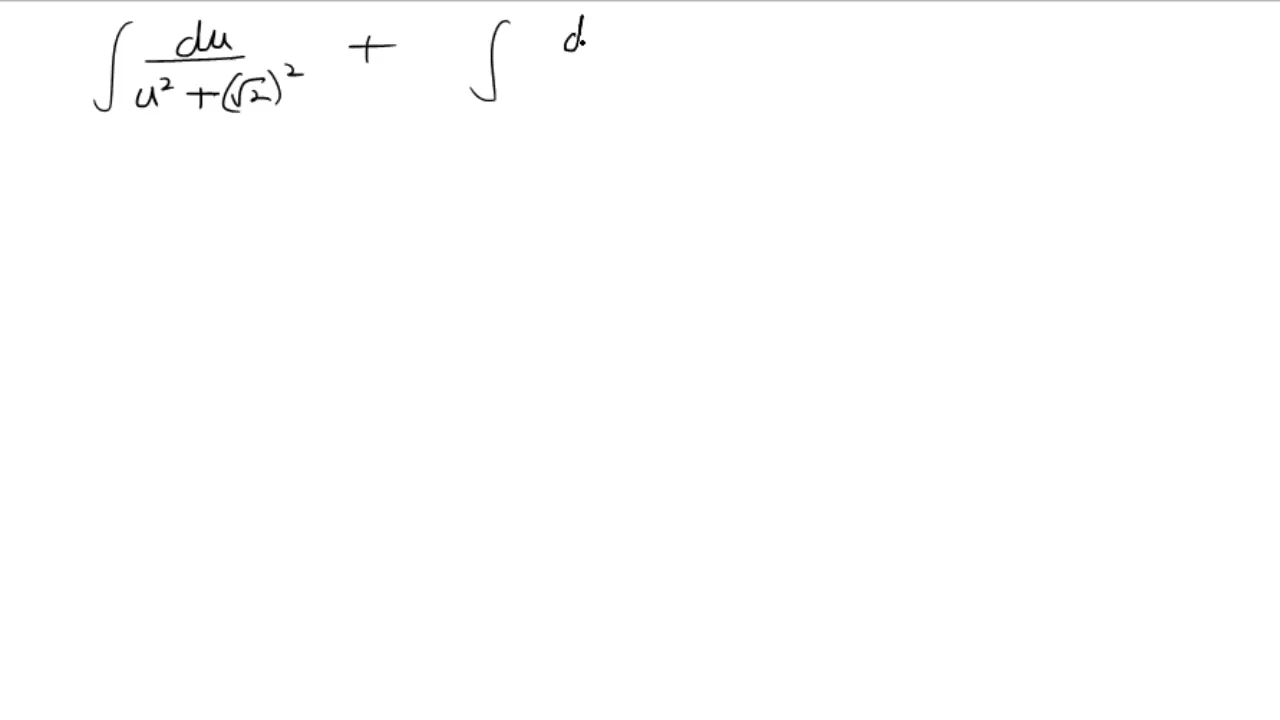 ∫ du/(u² + (√2)²) + ∫ d